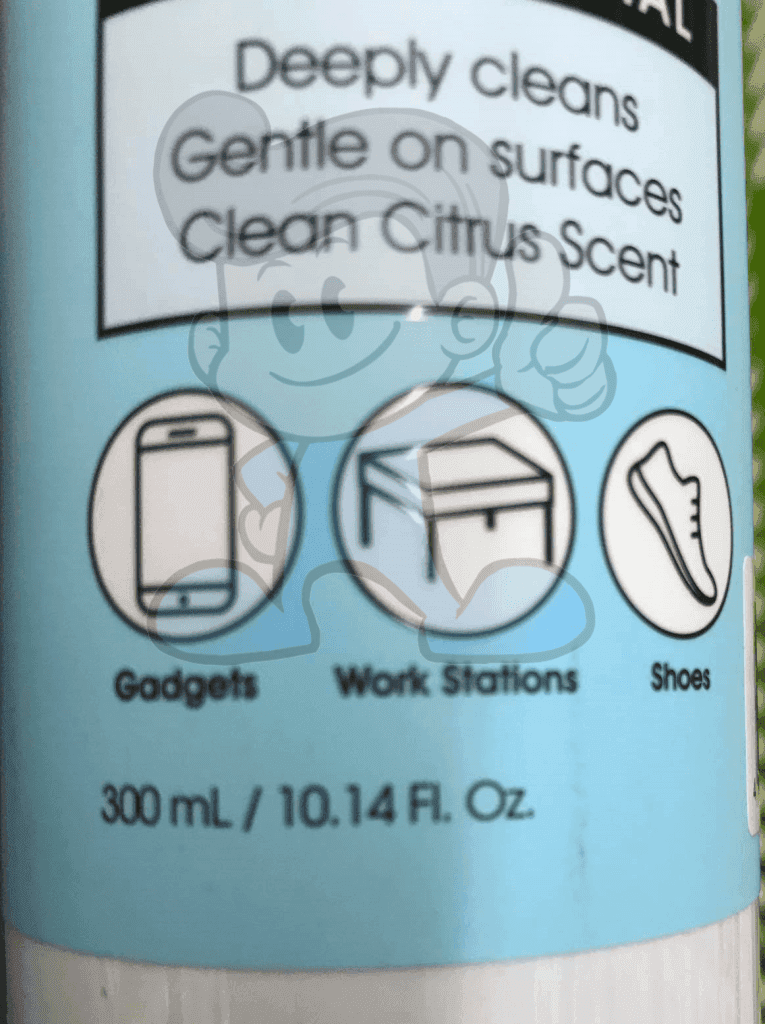 Deeply cleans
Gentle on surfaces
Clean Citrus Scent
Gadgets
Work Stations
Shoes
300 mL / 10.14 Fl. Oz.